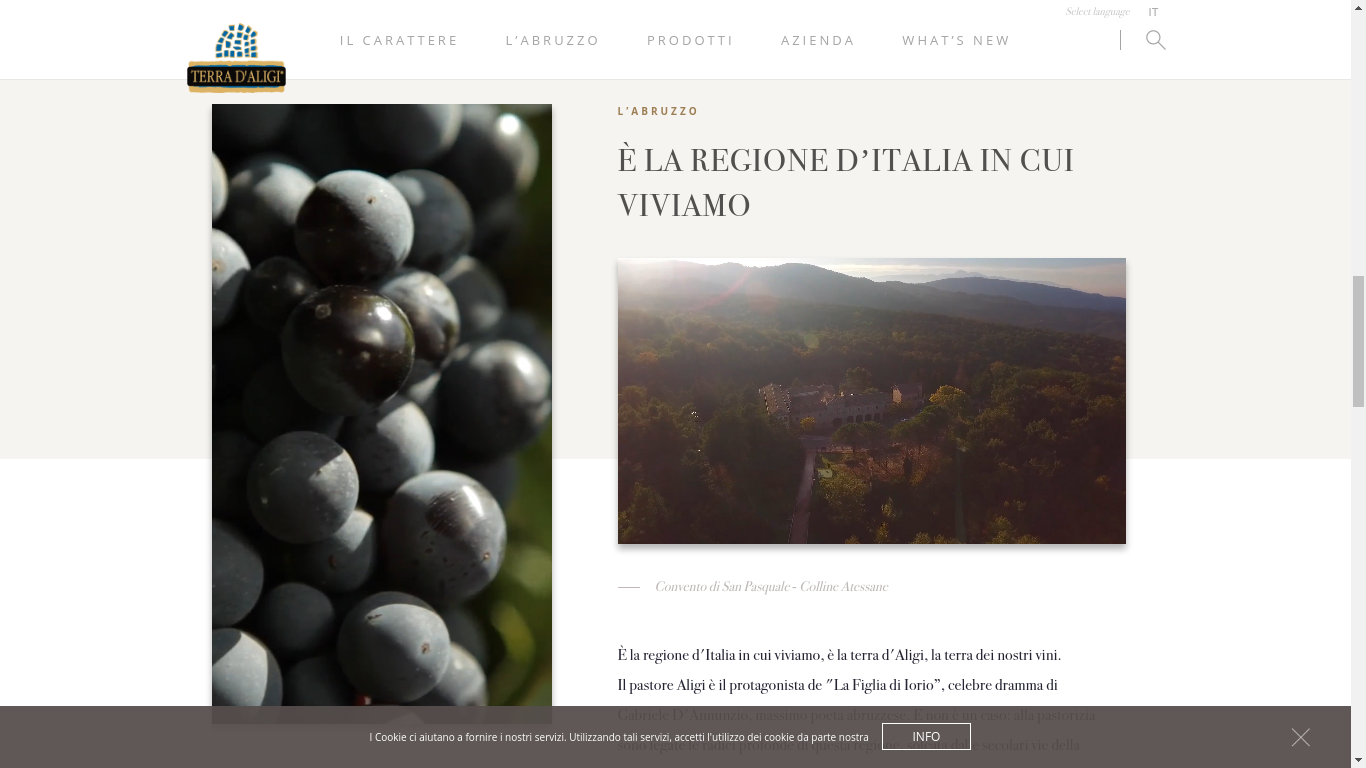 Select language
IT
TERRA D'ALIGI
IL CARATTERE
L’ABRUZZO
PRODOTTI
AZIENDA
WHAT’S NEW
L’ABRUZZO
È LA REGIONE D’ITALIA IN CUI
VIVIAMO
Convento di San Pasquale - Colline Atessane
È la regione d'Italia in cui viviamo, è la terra d'Aligi, la terra dei nostri vini.
Il pastore Aligi è il protagonista de "La Figlia di Iorio”, celebre dramma di
Gabriele D'Annunzio, massimo poeta abruzzese. E non è un caso: alla pastorizia
sono legate le radici profonde di questa regione, solcata dalle secolari vie della
I Cookie ci aiutano a fornire i nostri servizi. Utilizzando tali servizi, accetti l'utilizzo dei cookie da parte nostra
INFO